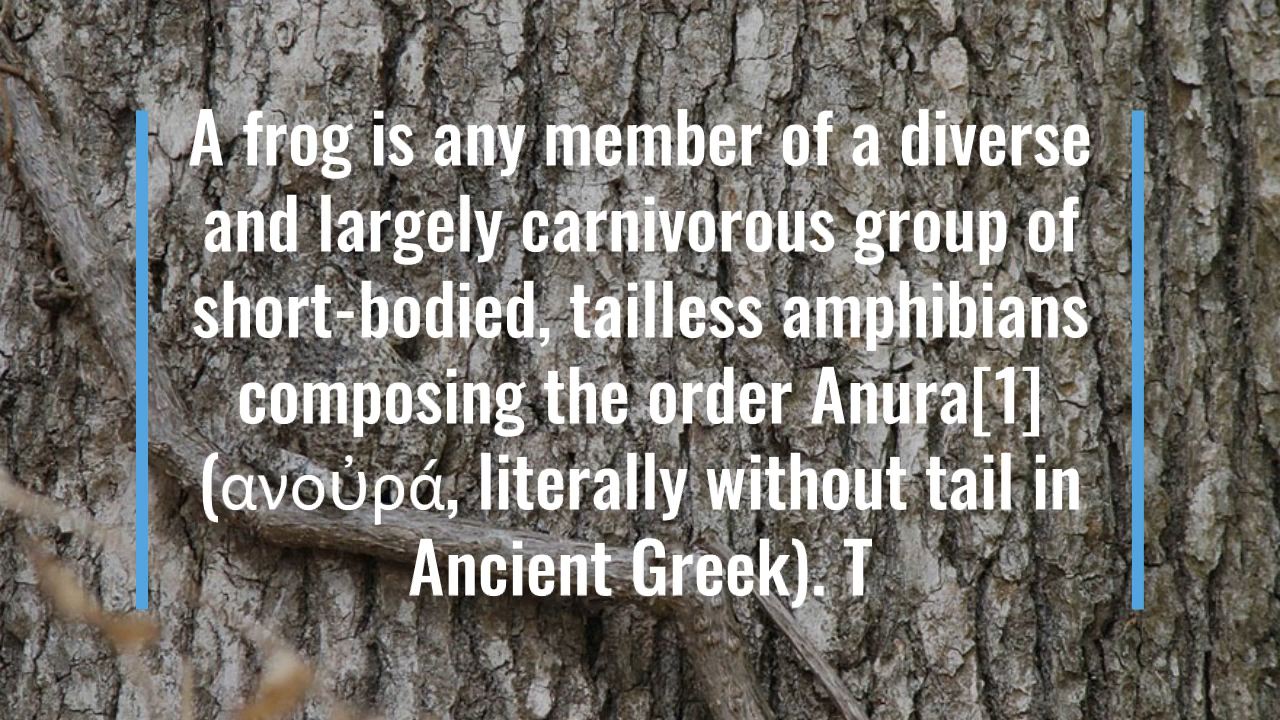 A frog is any member of a diverse
and largely carnivorous group of
short-bodied, tailless amphibians
composing the order Anura[1]
(ανοὐρά, literally without tail in
Ancient Greek). T